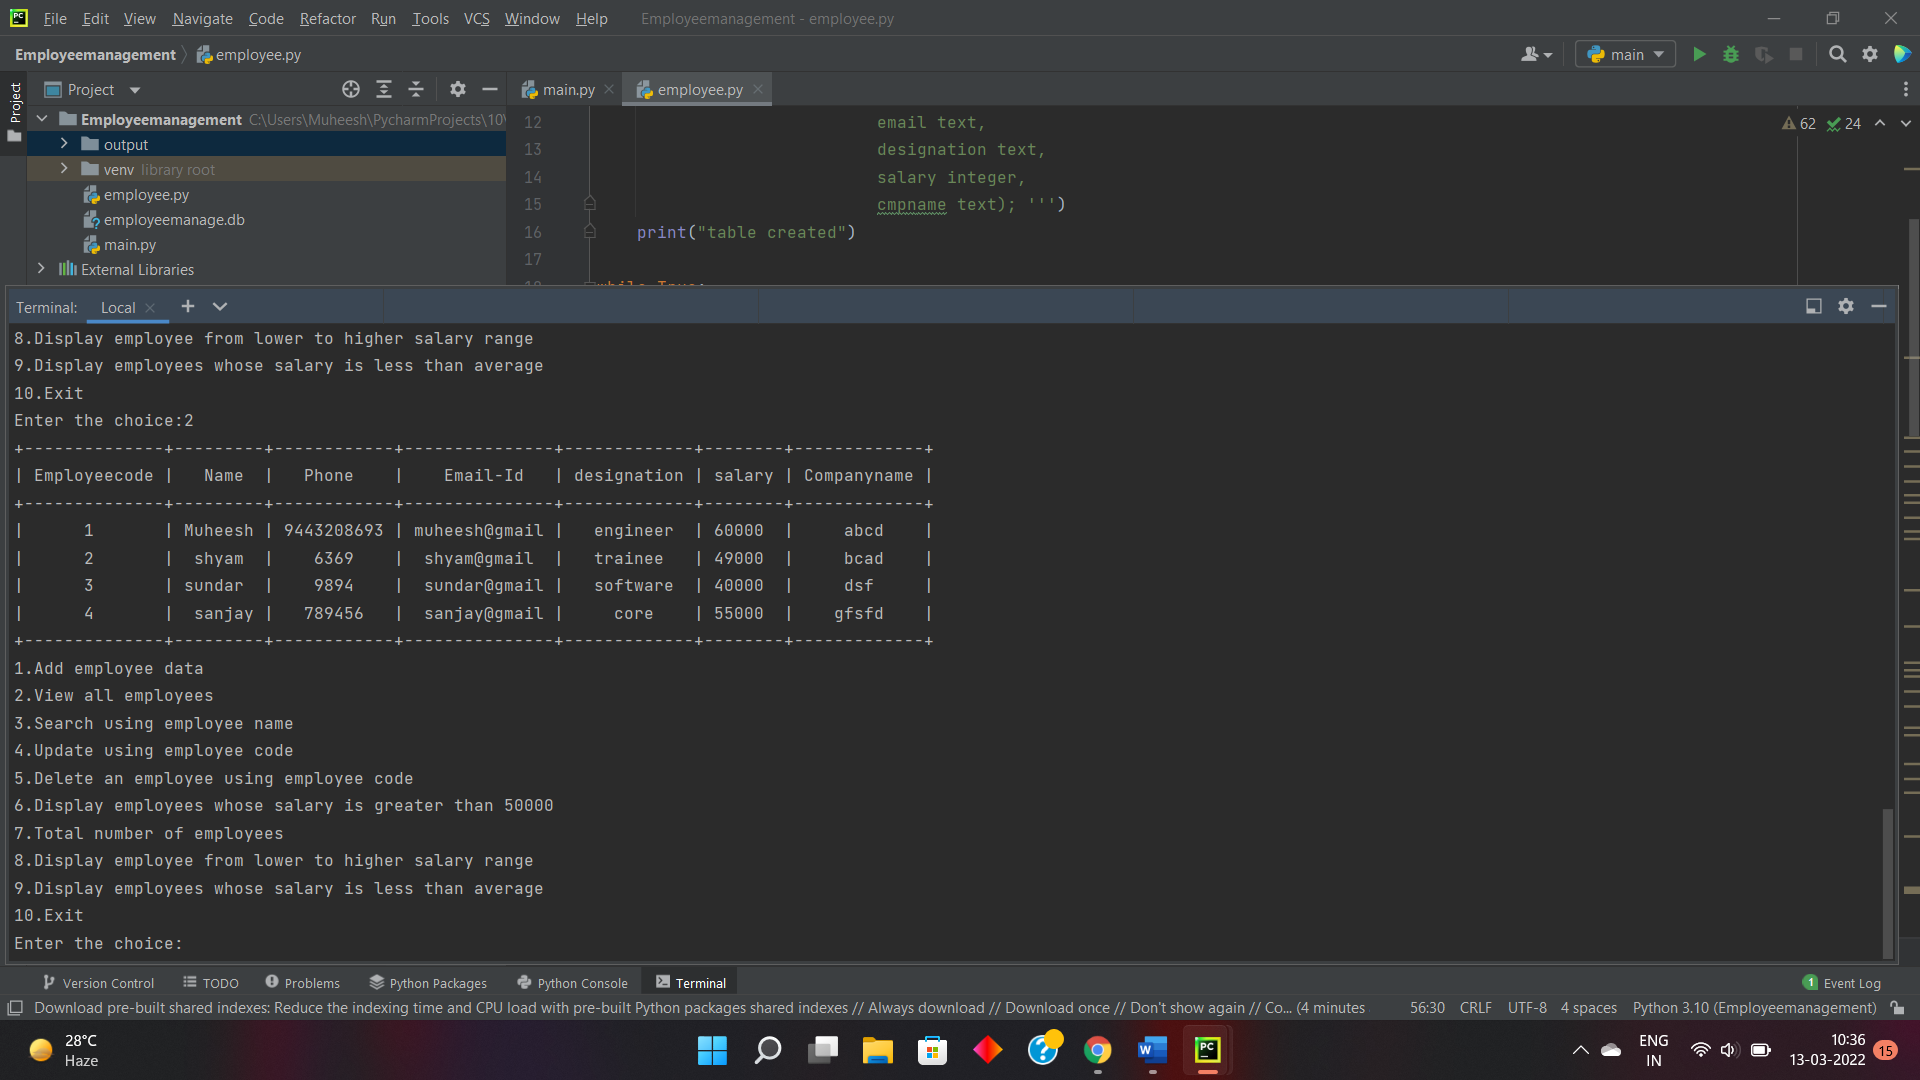 File Edit View Navigate Code Refactor Run Tools VCS Window Help Employeemanagement - employee.py
Employeemanagement employee.py main
Project Project main.py employee.py
Employeemanagement C:\Users\Muheesh\PycharmProjects\10\
output
venv library root
employee.py
employeemanage.db
main.py
External Libraries
62 24
12 email text,
13 designation text,
14 salary integer,
15 cmpname text); ''')
16 print("table created")
17
18 while True:
Terminal: Local
8.Display employee from lower to higher salary range
9.Display employees whose salary is less than average
10.Exit
Enter the choice:2
+--------------+---------+------------+---------------+-------------+--------+-------------+
| Employeecode |   Name  |   Phone    |    Email-Id   | designation | salary | Companyname |
+--------------+---------+------------+---------------+-------------+--------+-------------+
|      1       | Muheesh | 9443208693 | muheesh@gmail |   engineer  | 60000  |     abcd    |
|      2       |  shyam  |    6369    |  shyam@gmail  |   trainee   | 49000  |     bcad    |
|      3       | sundar  |    9894    |  sundar@gmail |   software  | 40000  |     dsf     |
|      4       |  sanjay |   789456   |  sanjay@gmail |     core    | 55000  |    gfsfd    |
+--------------+---------+------------+---------------+-------------+--------+-------------+
1.Add employee data
2.View all employees
3.Search using employee name
4.Update using employee code
5.Delete an employee using employee code
6.Display employees whose salary is greater than 50000
7.Total number of employees
8.Display employee from lower to higher salary range
9.Display employees whose salary is less than average
10.Exit
Enter the choice:
Version Control TODO Problems Python Packages Python Console Terminal 1 Event Log
Download pre-built shared indexes: Reduce the indexing time and CPU load with pre-built Python packages shared indexes // Always download // Download once // Don't show again // Co... (4 minutes 56:30 CRLF UTF-8 4 spaces Python 3.10 (Employeemanagement)
28°C
Haze
ENG
IN
10:36
13-03-2022
15